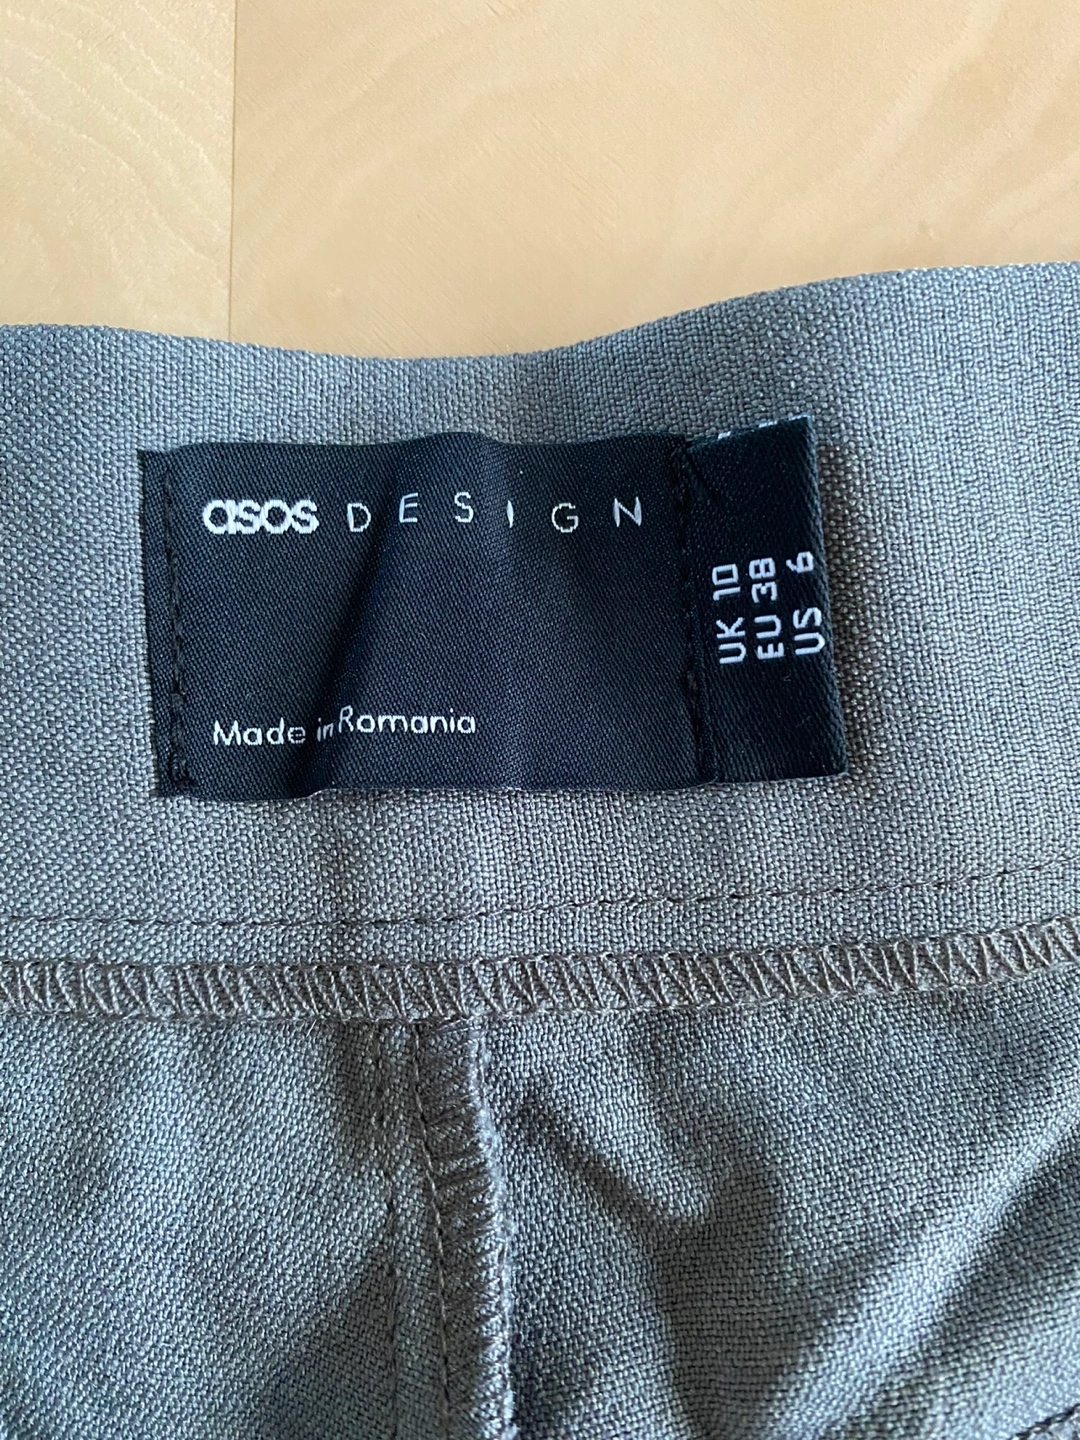 asos DESIGN
Made in Romania
UK 10
EU 38
US 6